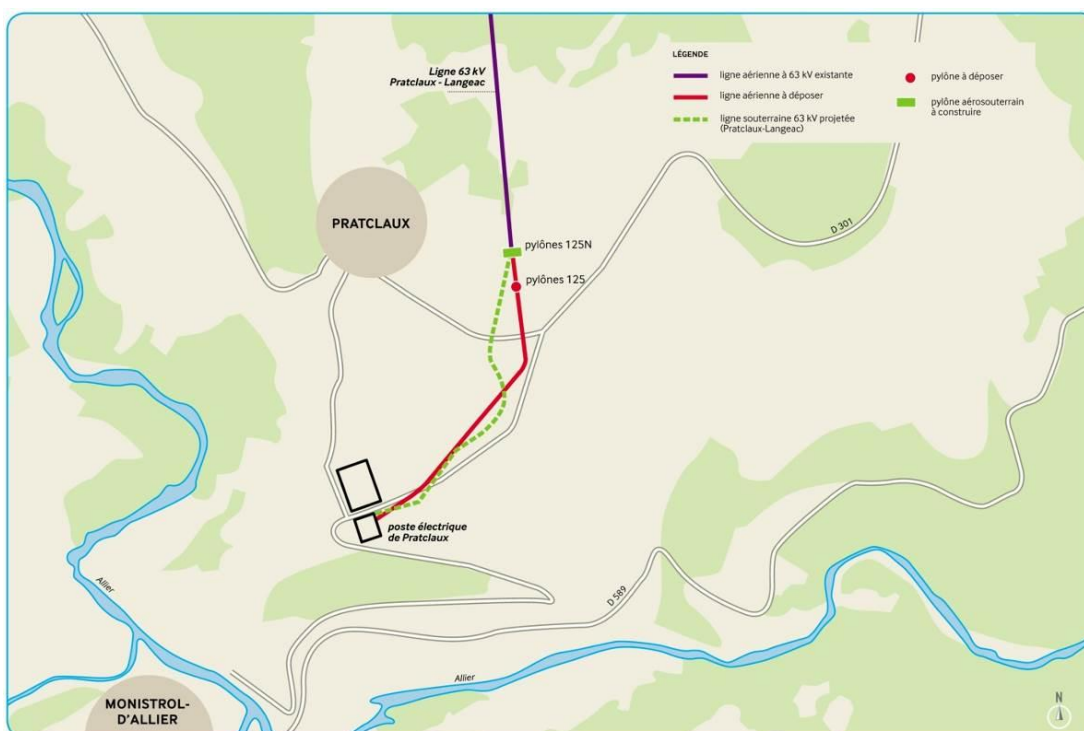 Ligne 63 kV
Pratclaux - Langeac
LÉGENDE
ligne aérienne à 63 kV existante
ligne aérienne à déposer
ligne souterraine 63 kV projetée
(Pratclaux-Langeac)
pylône à déposer
pylône aérosouterrain
à construire
PRATCLAUX
D 301
pylônes 125N
pylônes 125
poste électrique
de Pratclaux
Allier
D 589
Allier
MONISTROL-
D'ALLIER
N